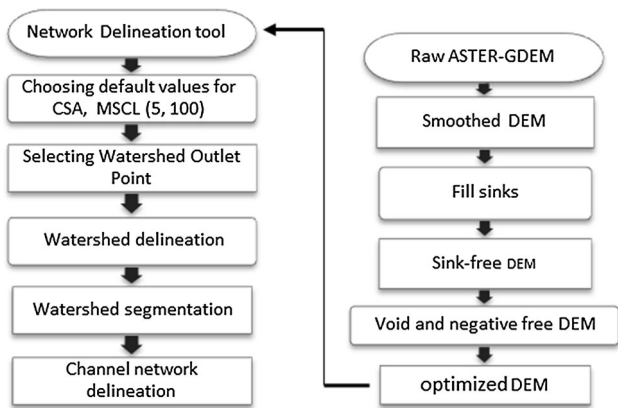 Network Delineation tool
Choosing default values for
CSA, MSCL (5, 100)
Selecting Watershed Outlet
Point
Watershed delineation
Watershed segmentation
Channel network
delineation
Raw ASTER-GDEM
Smoothed DEM
Fill sinks
Sink-free DEM
Void and negative free DEM
optimized DEM